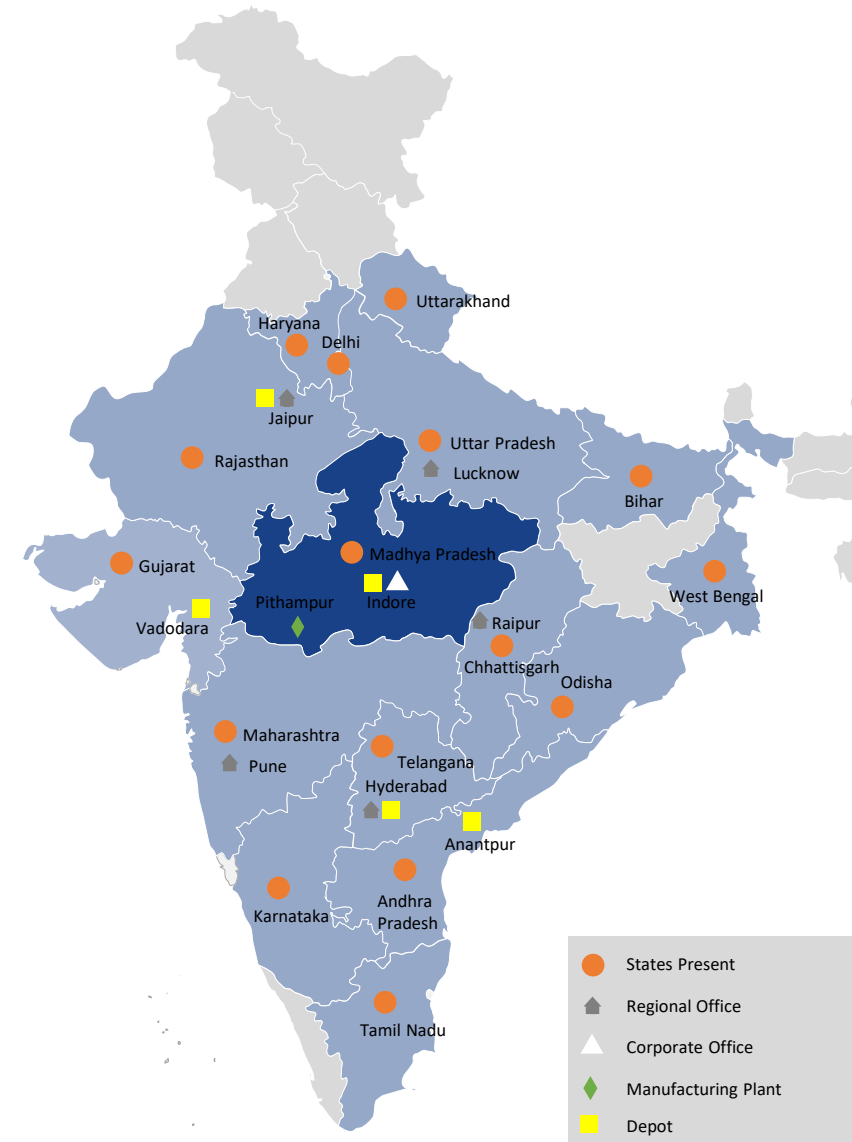 Uttarakhand
Haryana
Delhi
Jaipur
Uttar Pradesh
Rajasthan
Lucknow
Bihar
Madhya Pradesh
Gujarat
West Bengal
Pithampur
Indore
Vadodara
Raipur
Chhattisgarh
Odisha
Maharashtra
Telangana
Pune
Hyderabad
Anantpur
Andhra
Pradesh
Karnataka
Tamil Nadu
States Present
Regional Office
Corporate Office
Manufacturing Plant
Depot